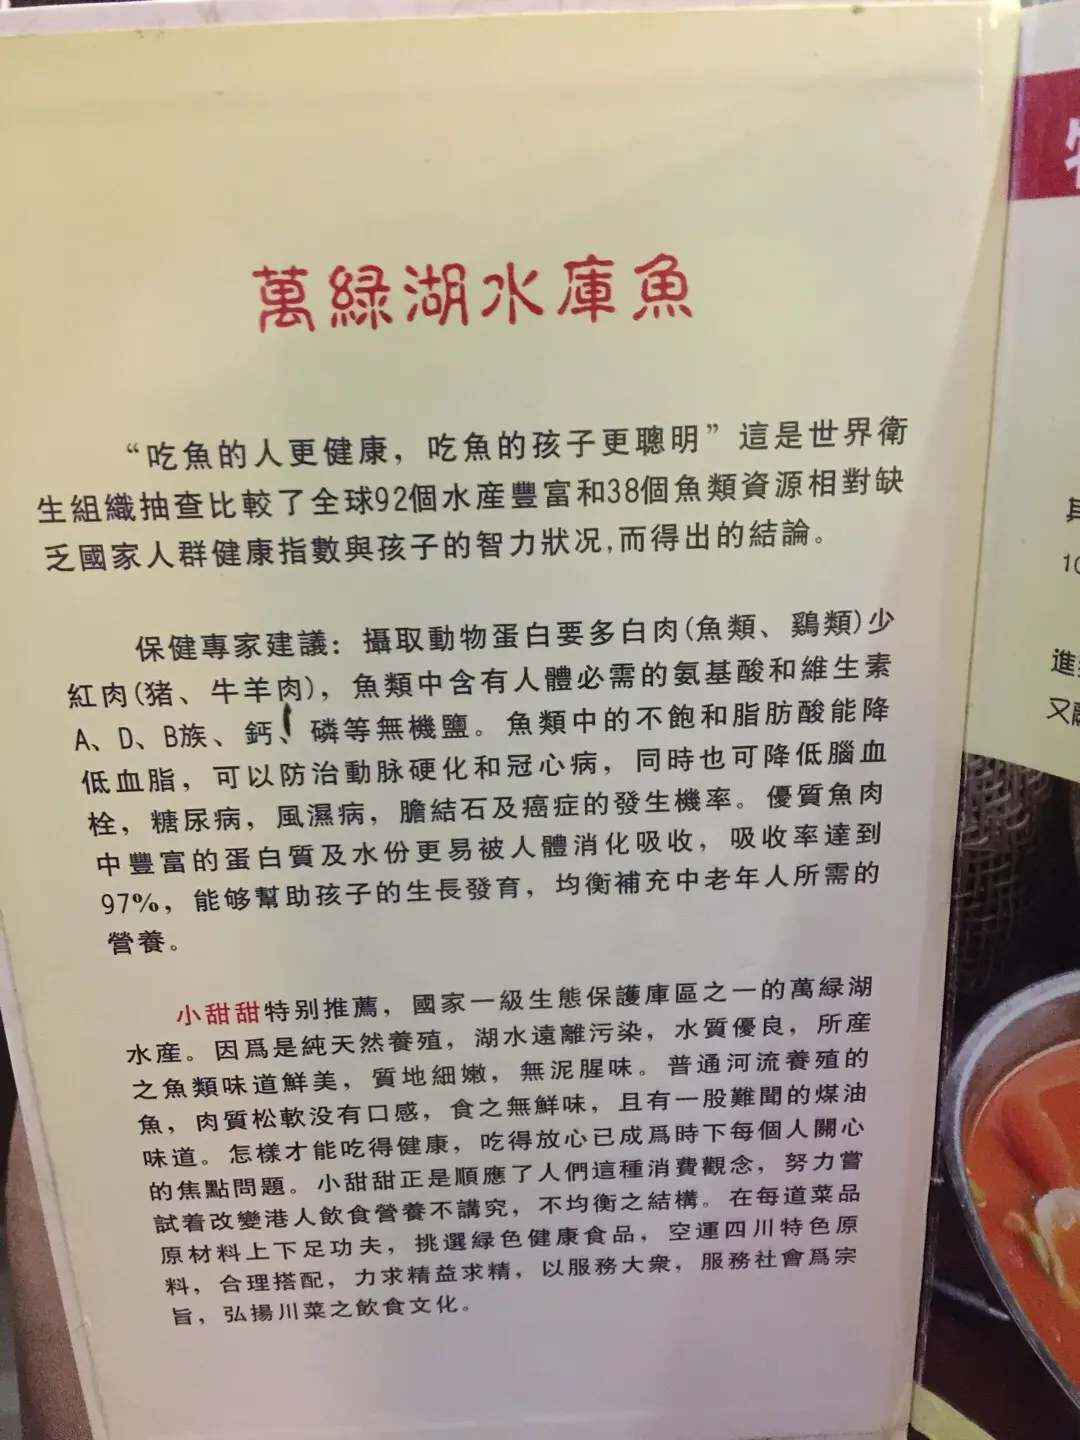 萬綠湖水庫魚
“吃魚的人更健康，吃魚的孩子更聰明”這是世界衛
生組織抽查比較了全球92個水産豐富和38個魚類資源相對缺
乏國家人群健康指數與孩子的智力狀况,而得出的結論。
保健專家建議：攝取動物蛋白要多白肉(魚類、鷄類)少
紅肉(猪、牛羊肉)，魚類中含有人體必需的氨基酸和維生素
A、D、B族、鈣、磷等無機鹽。魚類中的不飽和脂肪酸能降
低血脂，可以防治動脉硬化和冠心病，同時也可降低腦血
栓，糖尿病，風濕病，膽結石及癌症的發生機率。優質魚肉
中豐富的蛋白質及水份更易被人體消化吸收，吸收率達到
97%，能够幫助孩子的生長發育，均衡補充中老年人所需的
營養。
小甜甜特别推薦，國家一級生態保護庫區之一的萬緑湖
水産。因爲是純天然養殖，湖水遠離污染，水質優良，所産
之魚類味道鮮美，質地細嫩，無泥腥味。普通河流養殖的
魚，肉質松軟没有口感，食之無鮮味，且有一股難聞的煤油
味道。怎樣才能吃得健康，吃得放心已成爲時下每個人關心
的焦點問題。小甜甜正是順應了人們這種消費觀念，努力嘗
試着改變港人飲食營養不講究，不均衡之結構。在每道菜品
原材料上下足功夫，挑選緑色健康食品，空運四川特色原
料，合理搭配，力求精益求精，以服務大衆，服務社會爲宗
旨，弘揚川菜之飲食文化。
10
進
又